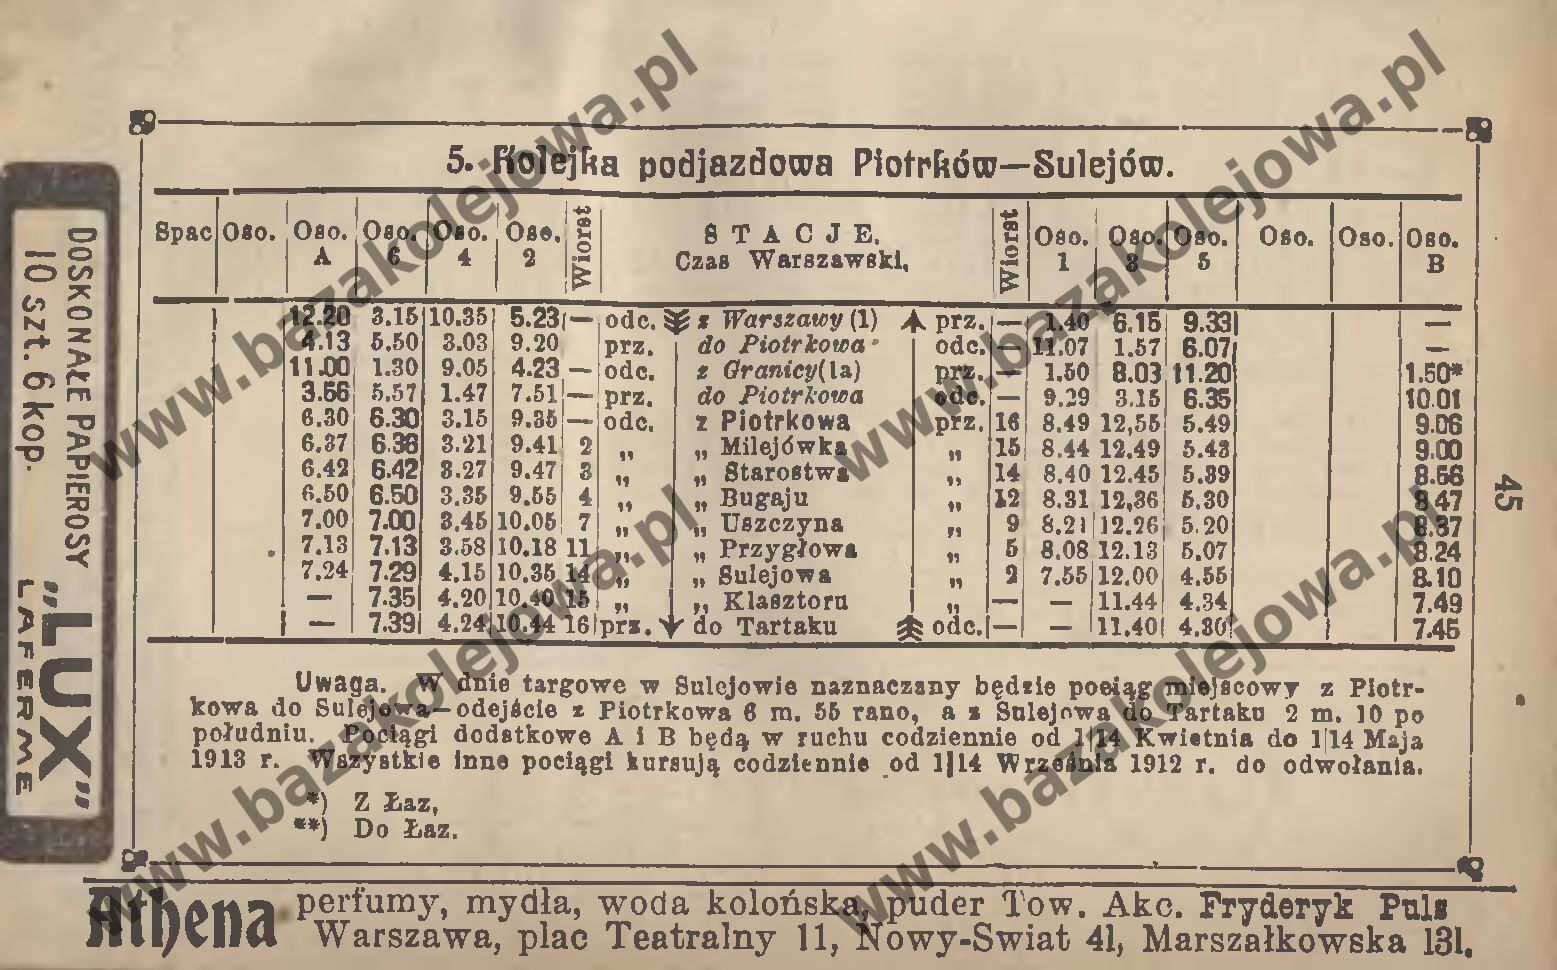 5. Kolejka podjazdowa Piotrków—Sulejów.
Spac Oso. Oso. A Oso. 6 Oso. 4 Oso. 2 Wiorst STACJE. Czas Warszawski, Wiorst Oso. 1 Oso. 3 Oso. 5 Oso. Oso. Oso. B
12.20 3.15 10.35 5.23 — odc. z Warszawy (1) prz. — 1.40 6.15 9.33 —
4.13 5.50 3.03 9.20 prz. do Piotrkowa odc. — 11.07 1.57 6.07 —
11.00 1.30 9.05 4.23 — odc. z Granicy (1a) prz. — 1.50 8.03 11.20 1.50*
3.56 5.57 1.47 7.51 — prz. do Piotrkowa odc. — 9.29 3.15 6.35 10.01
6.30 6.30 3.15 9.35 — odc. z Piotrkowa prz. 16 8.49 12,55 5.49 9.06
6.37 6.36 3.21 9.41 2 „ „ Milejówka „ 15 8.44 12.49 5.43 9.00
6.42 6.42 3.27 9.47 3 „ „ Starostwa „ 14 8.40 12.45 5.39 8.56
6.50 6.50 3.35 9.55 4 „ „ Bugaju „ 12 8.31 12,36 5.30 8.47
7.00 7.00 3.45 10.05 7 „ „ Uszczyna „ 9 8.21 12.26 5.20 8.37
7.13 7.13 3.58 10.18 11 „ „ Przygłowa „ 5 8.08 12.13 5.07 8.24
7.24 7.29 4.15 10.35 14 „ „ Sulejowa „ 2 7.55 12.00 4.55 8.10
— 7.35 4.20 10.40 15 „ „ Klasztoru „ — — 11.44 4.34 7.49
— 7.39 4.24 10.44 16 prz. do Tartaku odc. — — 11.40 4.30 7.45
Uwaga. W dnie targowe w Sulejowie naznaczany będzie pociąg miejscowy z Piotr-
kowa do Sulejowa—odejście z Piotrkowa 6 m. 55 rano, a z Sulejowa do Tartaku 2 m. 10 po
południu. Pociągi dodatkowe A i B będą w ruchu codziennie od 1|14 Kwietnia do 1|14 Maja
1913 r. Wszystkie inne pociągi kursują codziennie od 1|14 Września 1912 r. do odwołania.
*) Z Łaz,
**) Do Łaz.
45
DOSKONAŁE PAPIEROSY „LUX”
10 szt. 6 kop. LAFERME
Athena perfumy, mydła, woda kolońska, puder Tow. Akc. Fryderyk Puls
Warszawa, plac Teatralny 11, Nowy-Swiat 41, Marszałkowska 131.
www.bazakolejowa.pl
www.bazakolejowa.pl
www.bazakolejowa.pl
www.bazakolejowa.pl